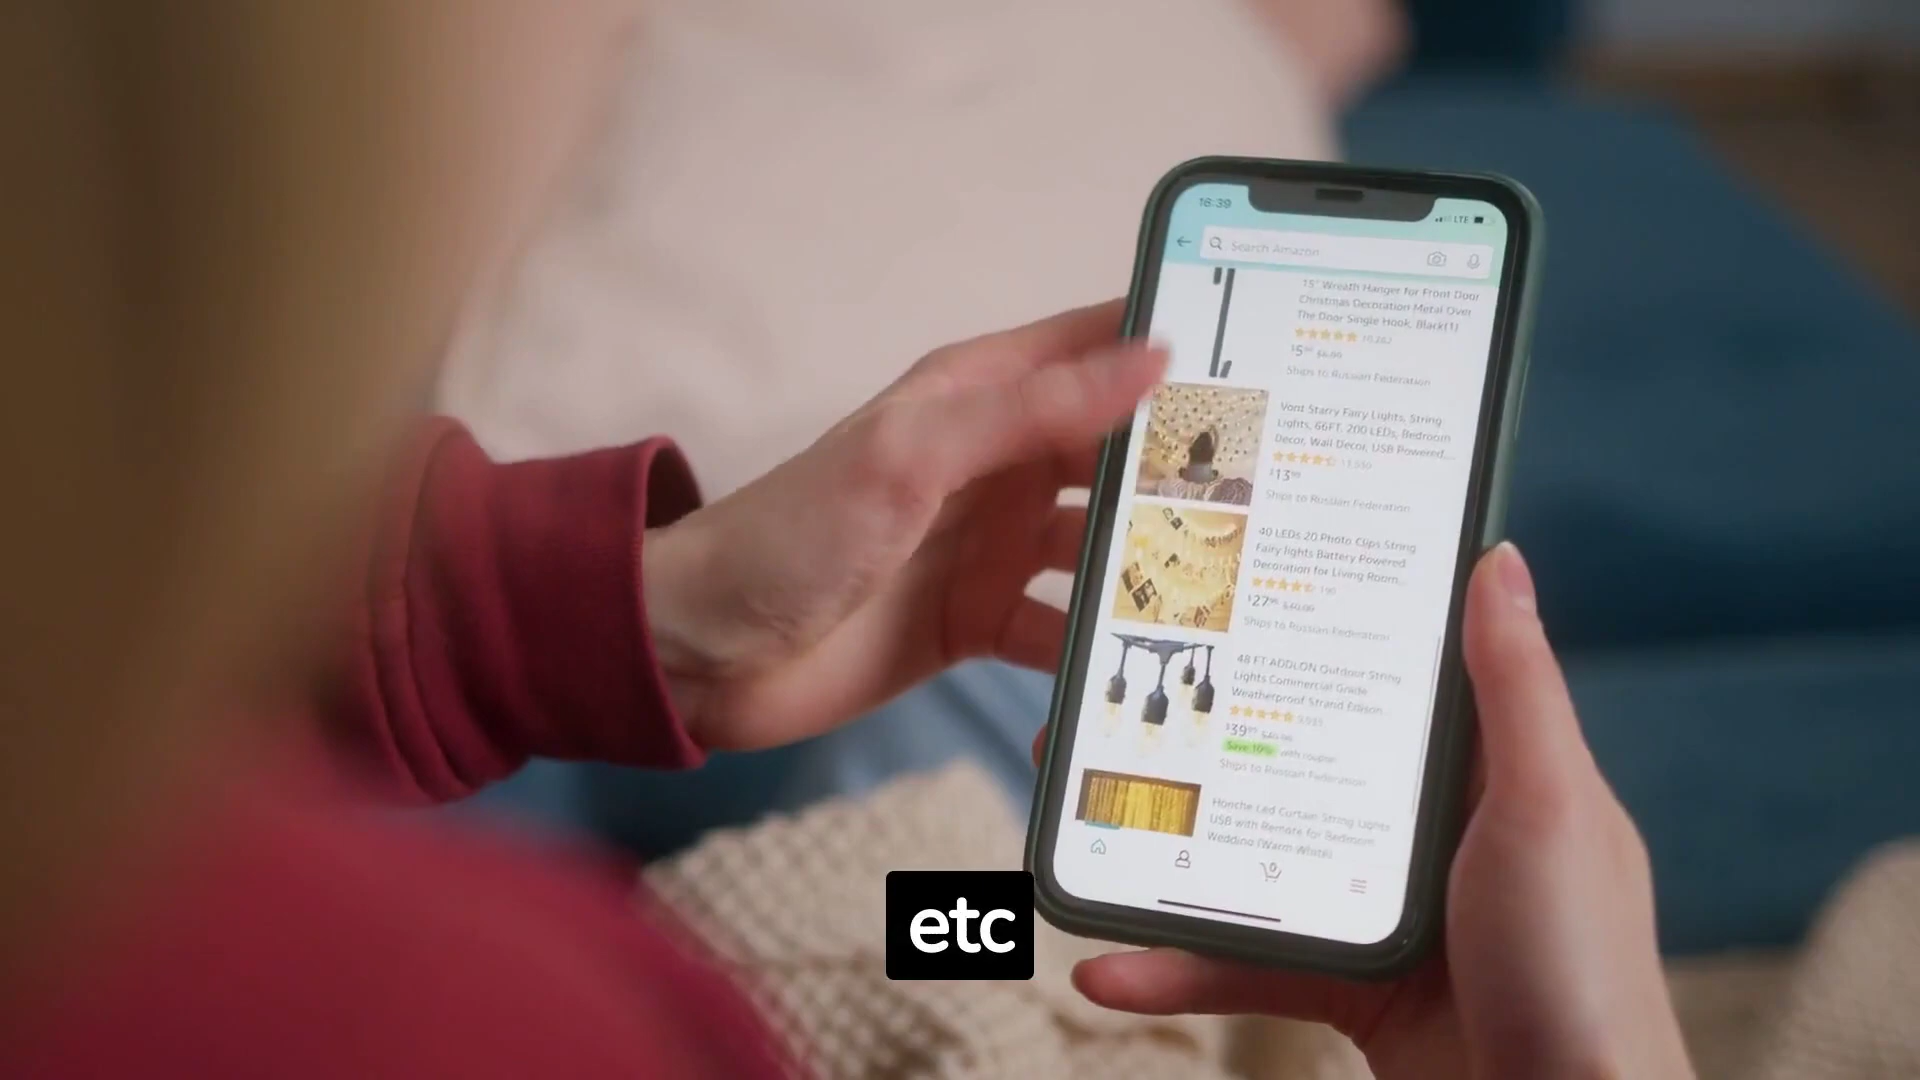 16:39
LTE
Search Amazon
15" Wreath Hanger for Front Door
Christmas Decoration Metal Over
The Door Single Hook, Black(1)
10,262
$5
Ships to Russian Federation
Vont Starry Fairy Lights, String
Lights, 66FT, 200 LEDs, Bedroom
Decor, Wall Decor, USB Powered...
$13
Ships to Russian Federation
40 LEDs 20 Photo Clips String
Fairy lights Battery Powered
Decoration for Living Room...
190
$27
Ships to Russian Federation
48 FT ADDLON Outdoor String
Lights Commercial Grade
Weatherproof Strand Edison...
$39
Save 10% with coupon
Ships to Russian Federation
Honche Led Curtain String Lights
USB with Remote for Bedroom
Wedding (Warm White)
0
etc